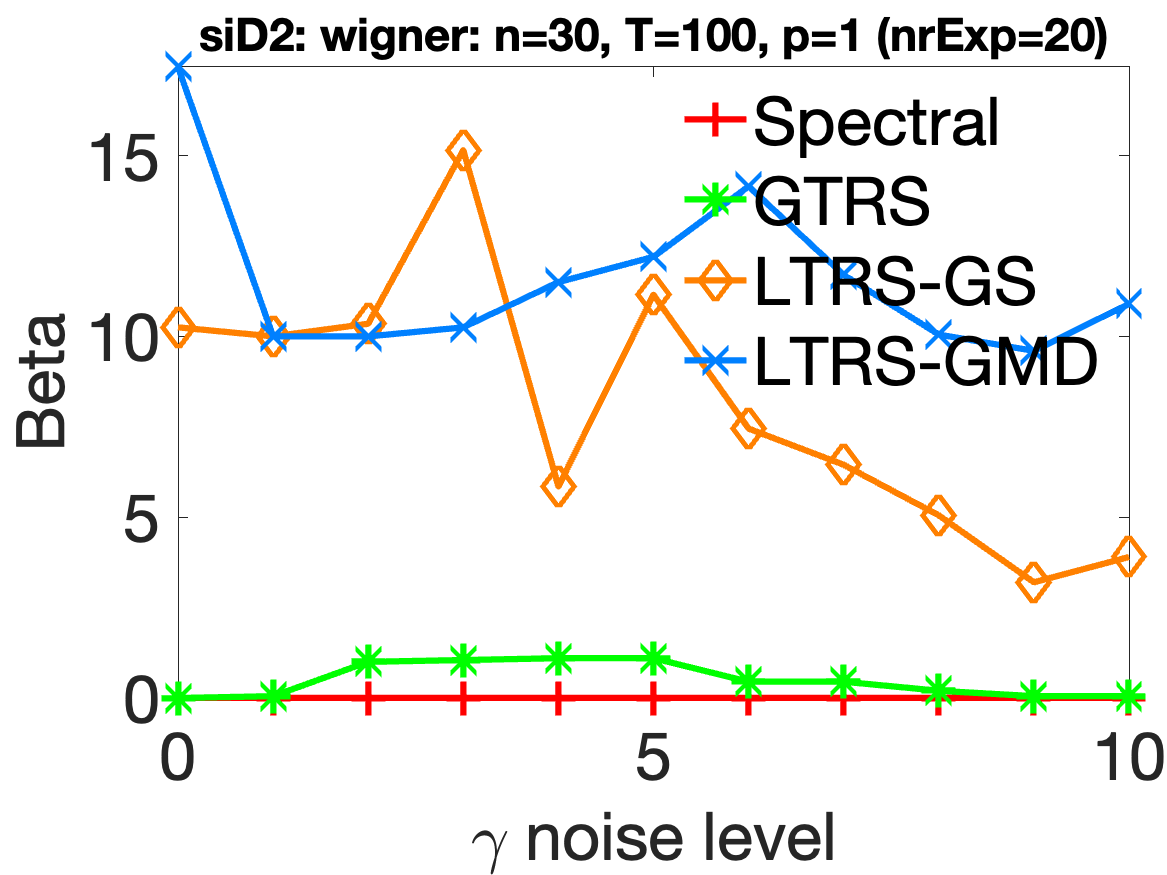 siD2: wigner: n=30, T=100, p=1 (nrExp=20)
Spectral
GTRS
LTRS-GS
LTRS-GMD
Beta
15
10
5
0
0 5 10
γ noise level